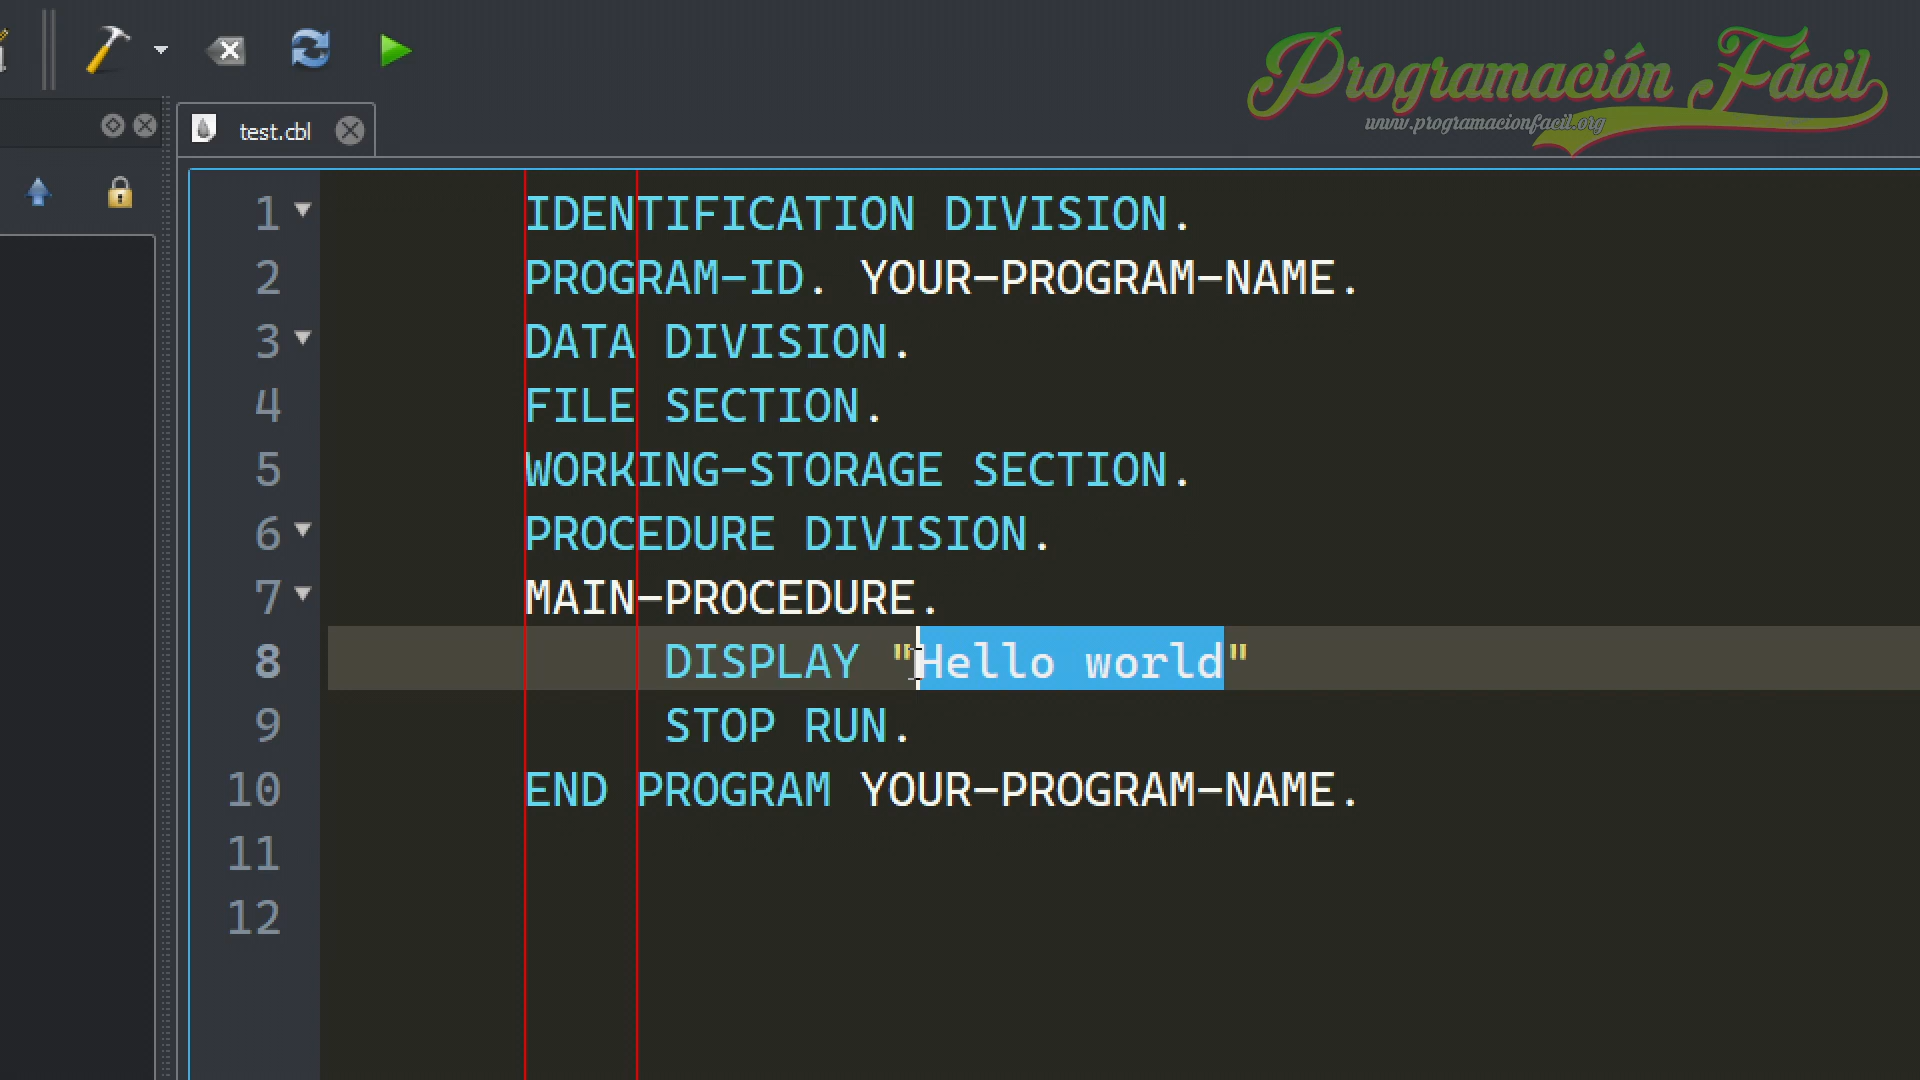 Programación Fácil
www.programacionfacil.org
test.cbl
1 IDENTIFICATION DIVISION.
2 PROGRAM-ID. YOUR-PROGRAM-NAME.
3 DATA DIVISION.
4 FILE SECTION.
5 WORKING-STORAGE SECTION.
6 PROCEDURE DIVISION.
7 MAIN-PROCEDURE.
8 DISPLAY "Hello world"
9 STOP RUN.
10 END PROGRAM YOUR-PROGRAM-NAME.
11
12